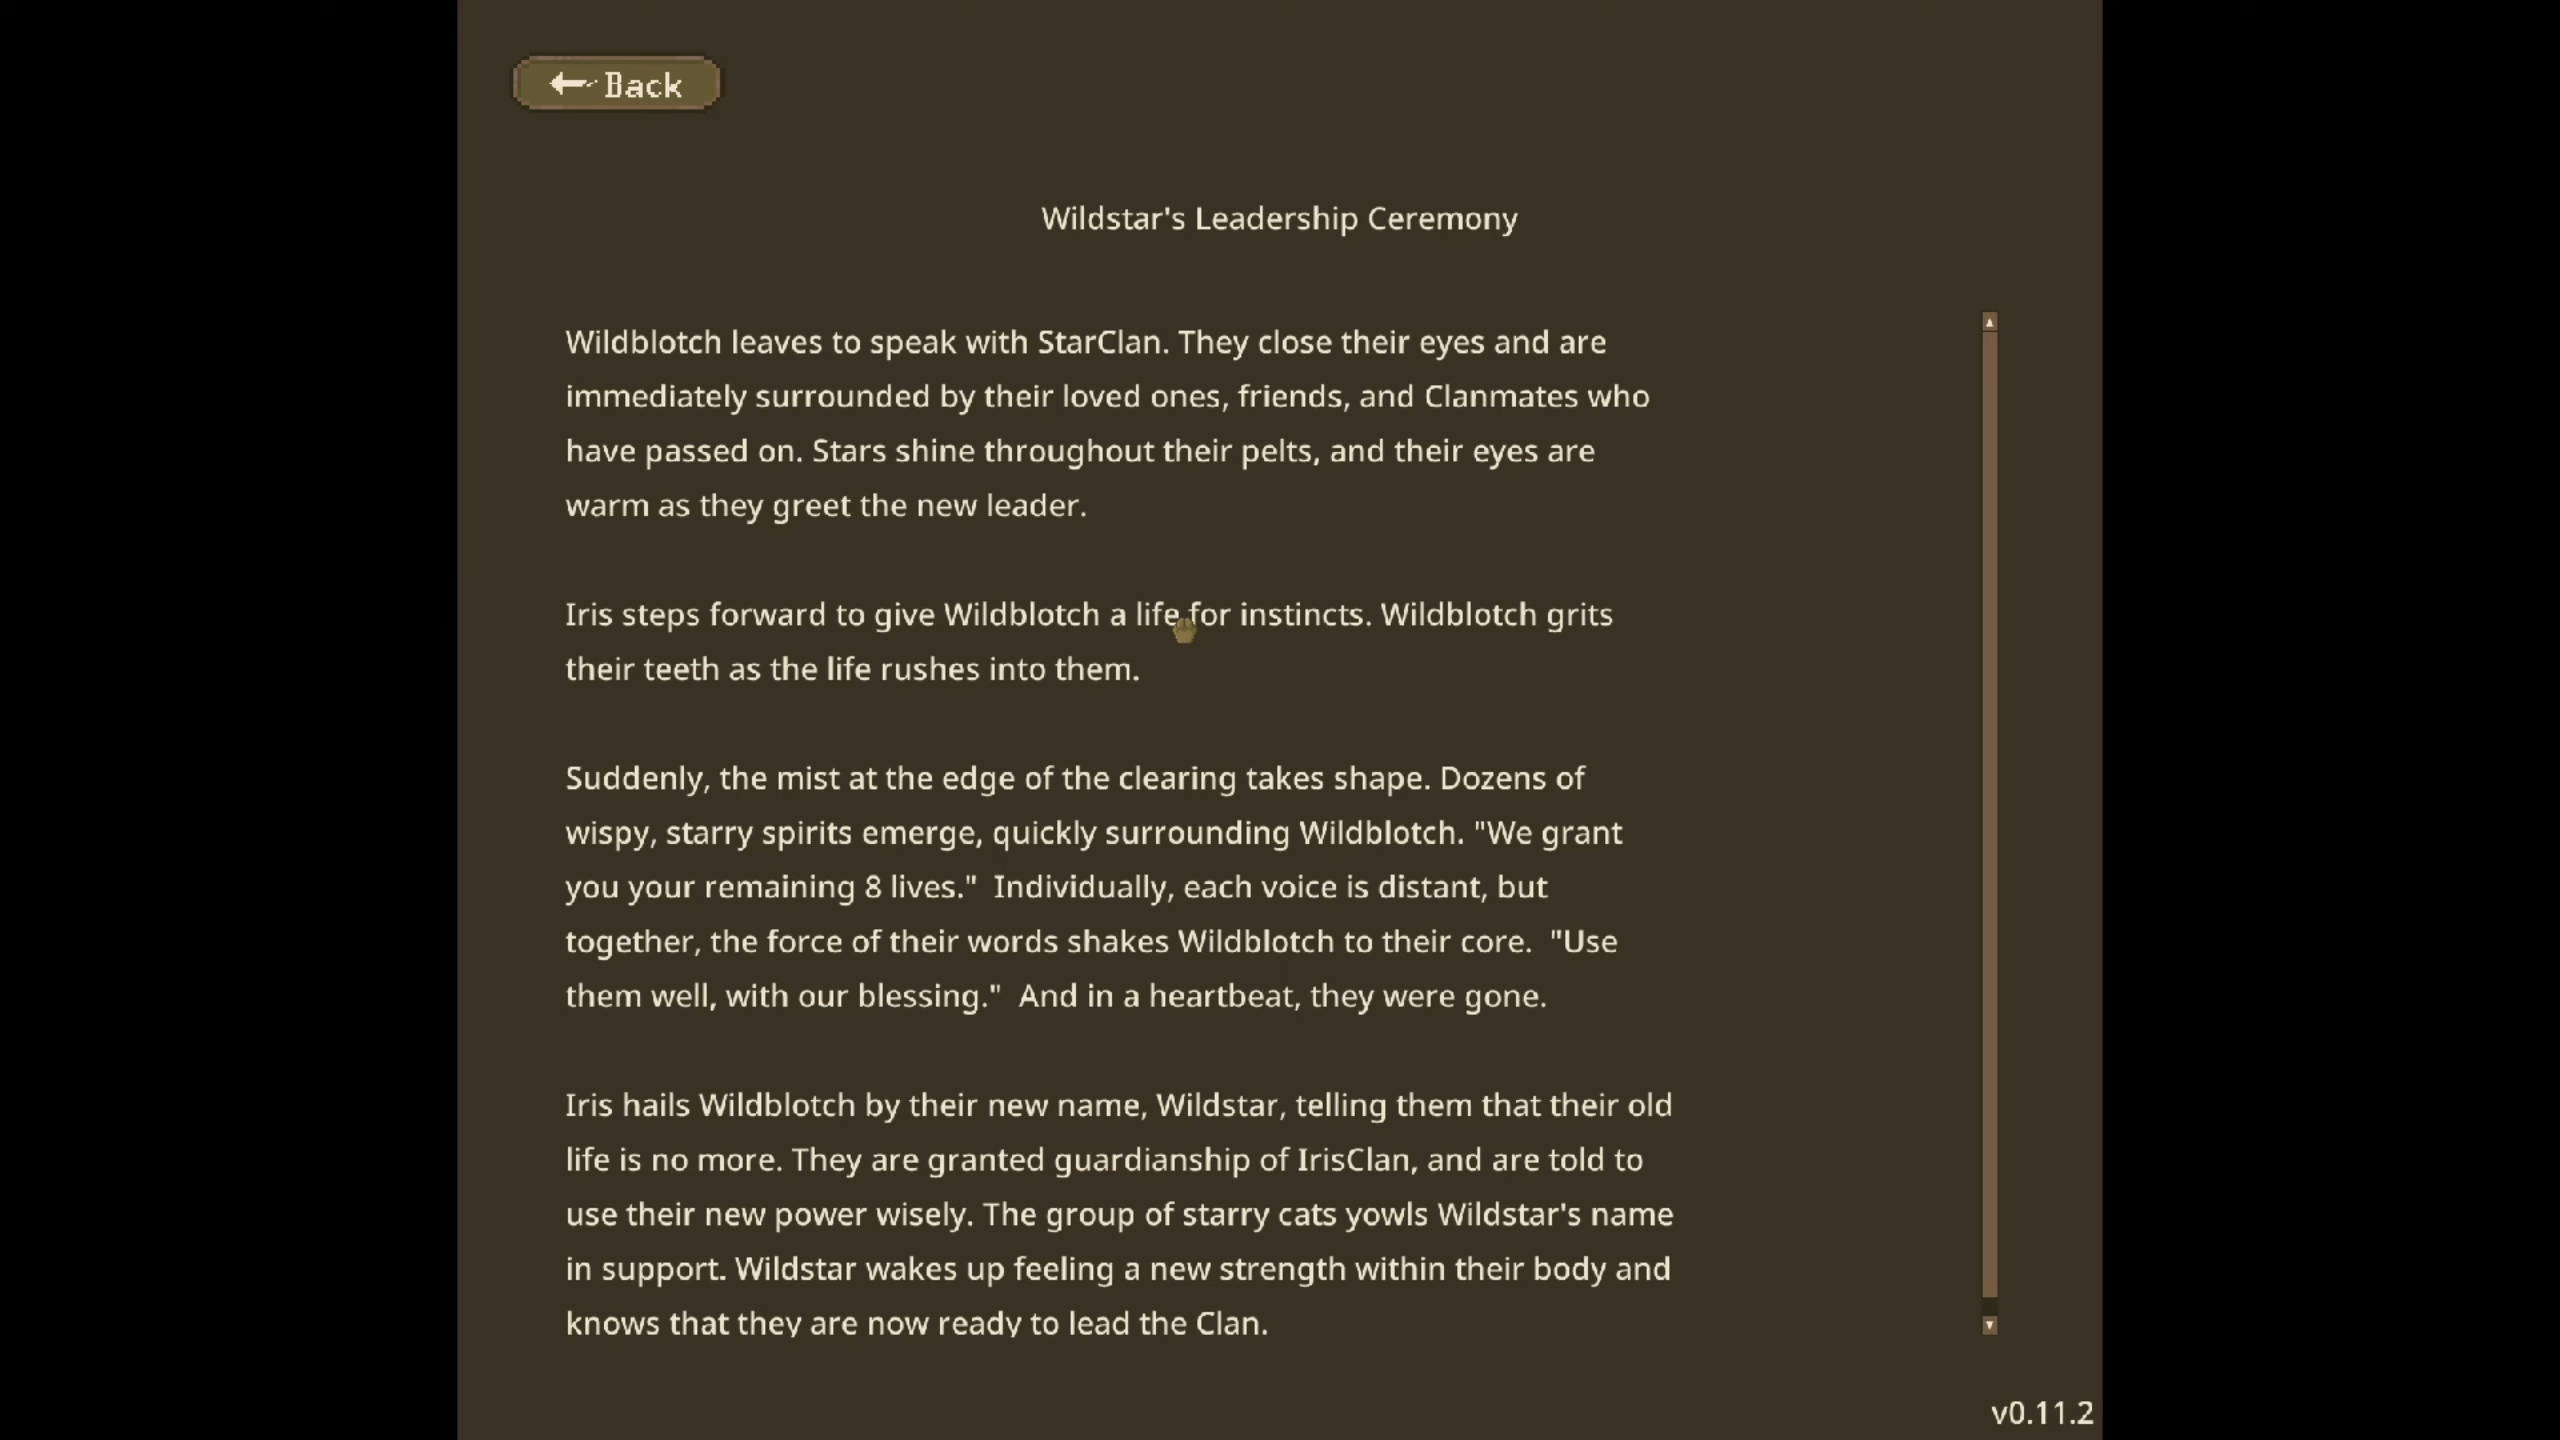 Back
Wildstar's Leadership Ceremony
Wildblotch leaves to speak with StarClan. They close their eyes and are
immediately surrounded by their loved ones, friends, and Clanmates who
have passed on. Stars shine throughout their pelts, and their eyes are
warm as they greet the new leader.
Iris steps forward to give Wildblotch a life for instincts. Wildblotch grits
their teeth as the life rushes into them.
Suddenly, the mist at the edge of the clearing takes shape. Dozens of
wispy, starry spirits emerge, quickly surrounding Wildblotch. "We grant
you your remaining 8 lives."  Individually, each voice is distant, but
together, the force of their words shakes Wildblotch to their core.  "Use
them well, with our blessing."  And in a heartbeat, they were gone.
Iris hails Wildblotch by their new name, Wildstar, telling them that their old
life is no more. They are granted guardianship of IrisClan, and are told to
use their new power wisely. The group of starry cats yowls Wildstar's name
in support. Wildstar wakes up feeling a new strength within their body and
knows that they are now ready to lead the Clan.
v0.11.2